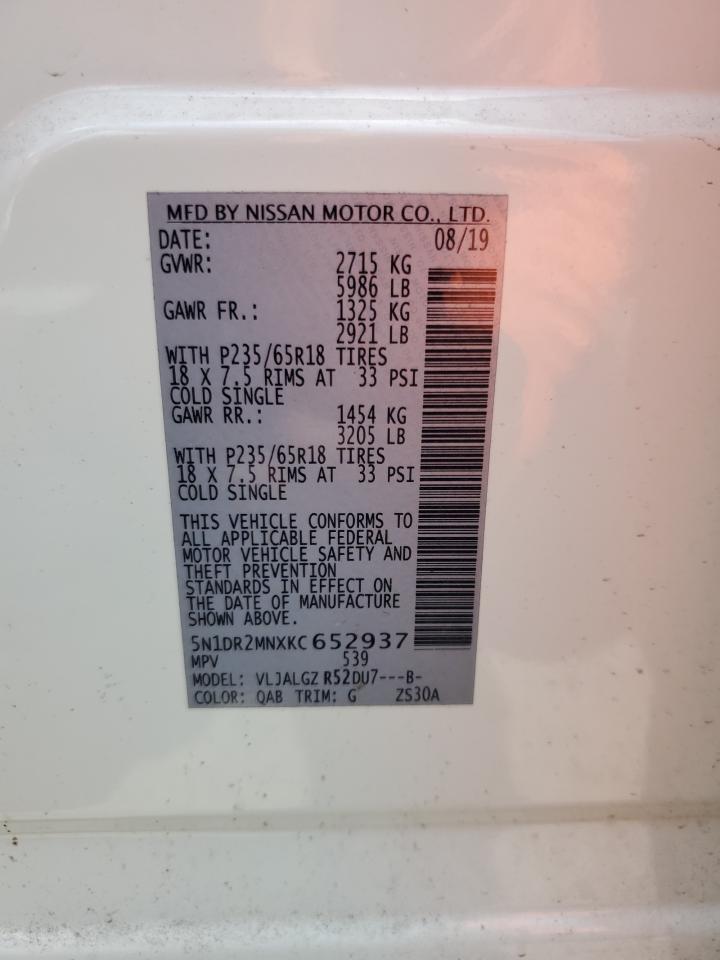 MFD BY NISSAN MOTOR CO., LTD.
DATE: 08/19
GVWR: 2715 KG
5986 LB
GAWR FR.: 1325 KG
2921 LB
WITH P235/65R18 TIRES
18 X 7.5 RIMS AT 33 PSI
COLD SINGLE
GAWR RR.: 1454 KG
3205 LB
WITH P235/65R18 TIRES
18 X 7.5 RIMS AT 33 PSI
COLD SINGLE
THIS VEHICLE CONFORMS TO
ALL APPLICABLE FEDERAL
MOTOR VEHICLE SAFETY AND
THEFT PREVENTION
STANDARDS IN EFFECT ON
THE DATE OF MANUFACTURE
SHOWN ABOVE.
5N1DR2MNXKC652937
MPV 539
MODEL: VLJALGZ R52DU7---B-
COLOR: QAB TRIM: G ZS30A